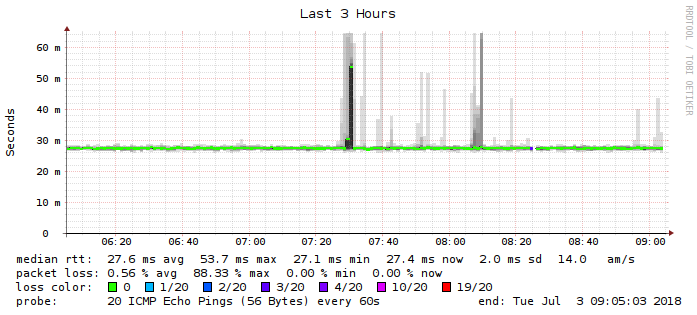 Last 3 Hours
RRDTOOL / TOBI OETIKER
Seconds
60 m
50 m
40 m
30 m
20 m
10 m
0
06:20 06:40 07:00 07:20 07:40 08:00 08:20 08:40 09:00
median rtt: 27.6 ms avg 53.7 ms max 27.1 ms min 27.4 ms now 2.0 ms sd 14.0 am/s
packet loss: 0.56 % avg 88.33 % max 0.00 % min 0.00 % now
loss color: 0 1/20 2/20 3/20 4/20 10/20 19/20
probe: 20 ICMP Echo Pings (56 Bytes) every 60s end: Tue Jul 3 09:05:03 2018